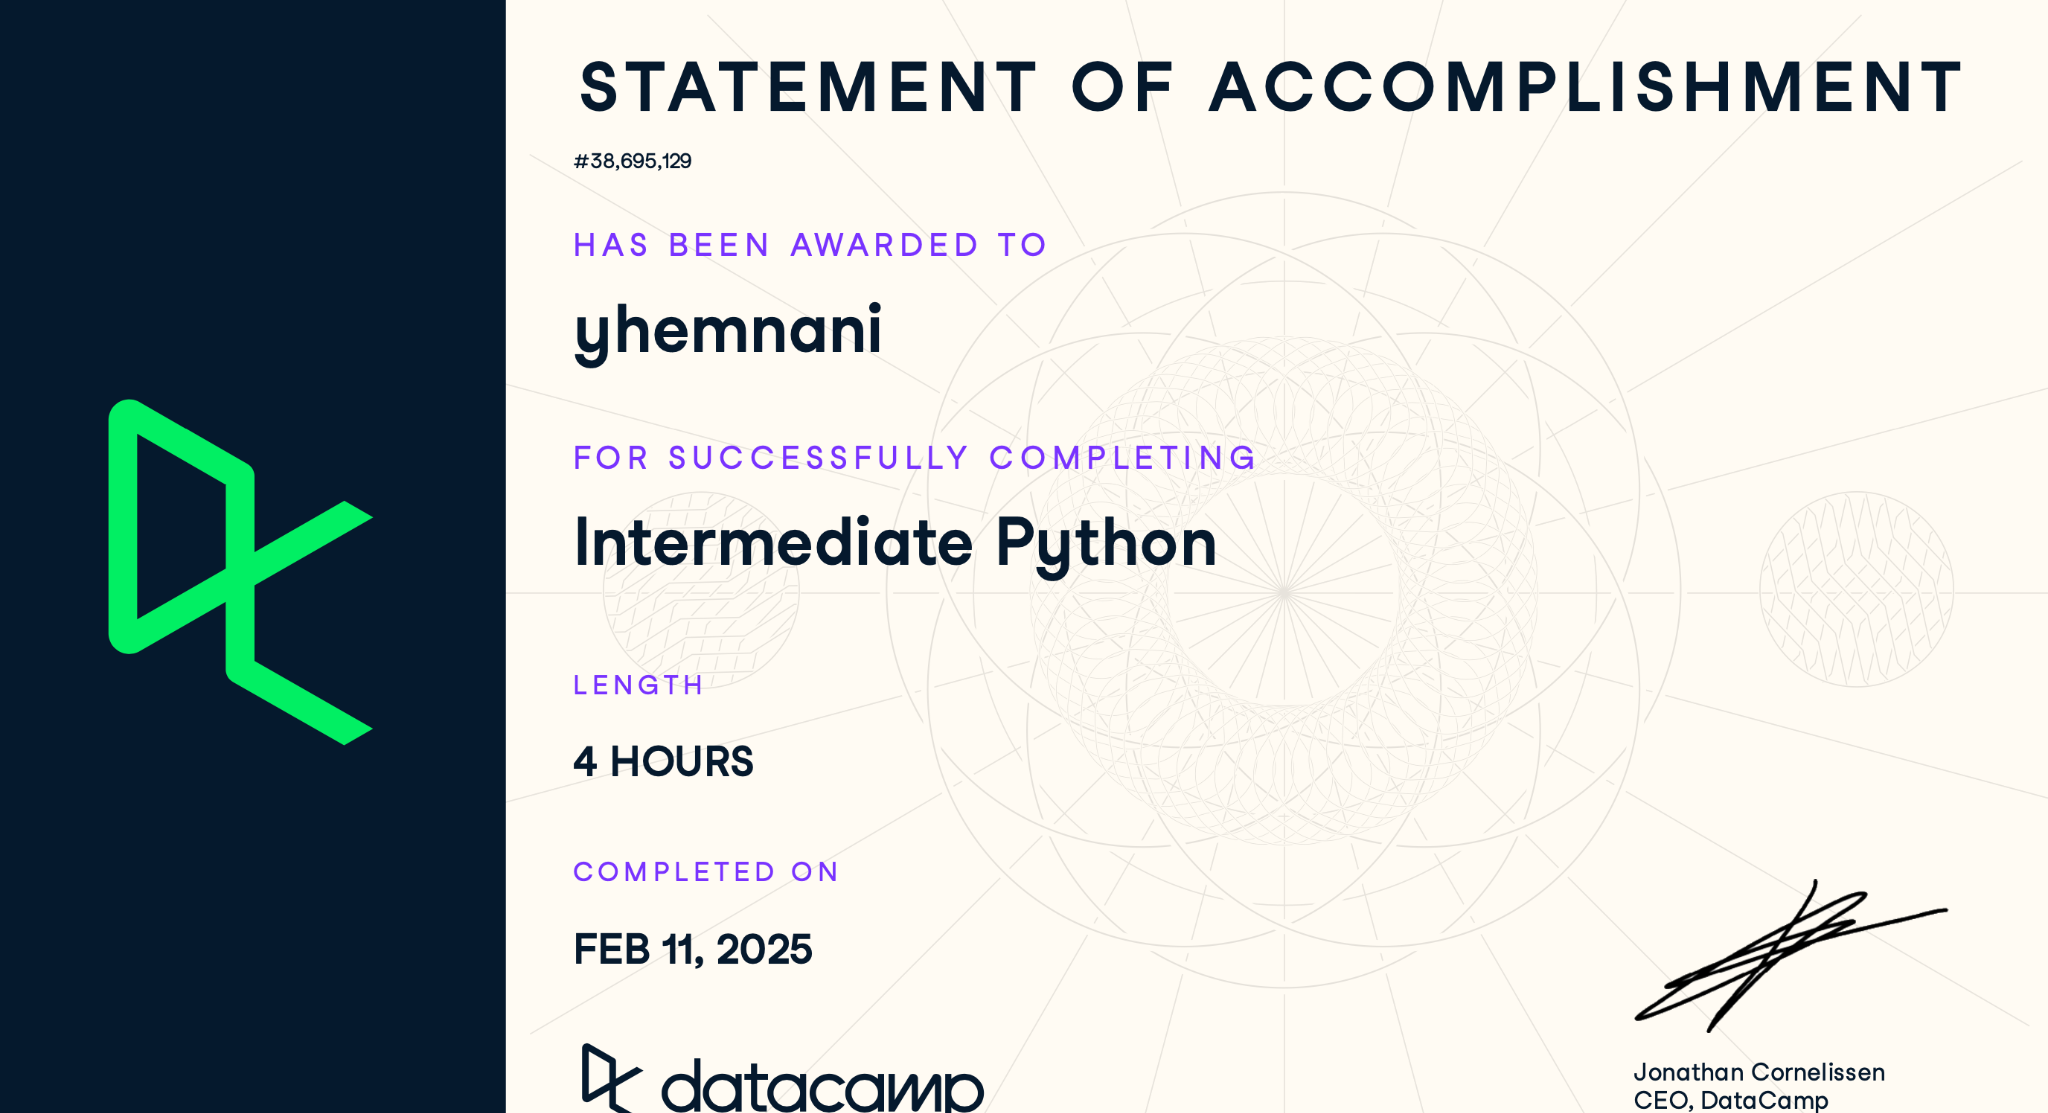 STATEMENT OF ACCOMPLISHMENT
#38,695,129
HAS BEEN AWARDED TO
yhemnani
FOR SUCCESSFULLY COMPLETING
Intermediate Python
LENGTH
4 HOURS
COMPLETED ON
FEB 11, 2025
datacamp
Jonathan Cornelissen
CEO, DataCamp